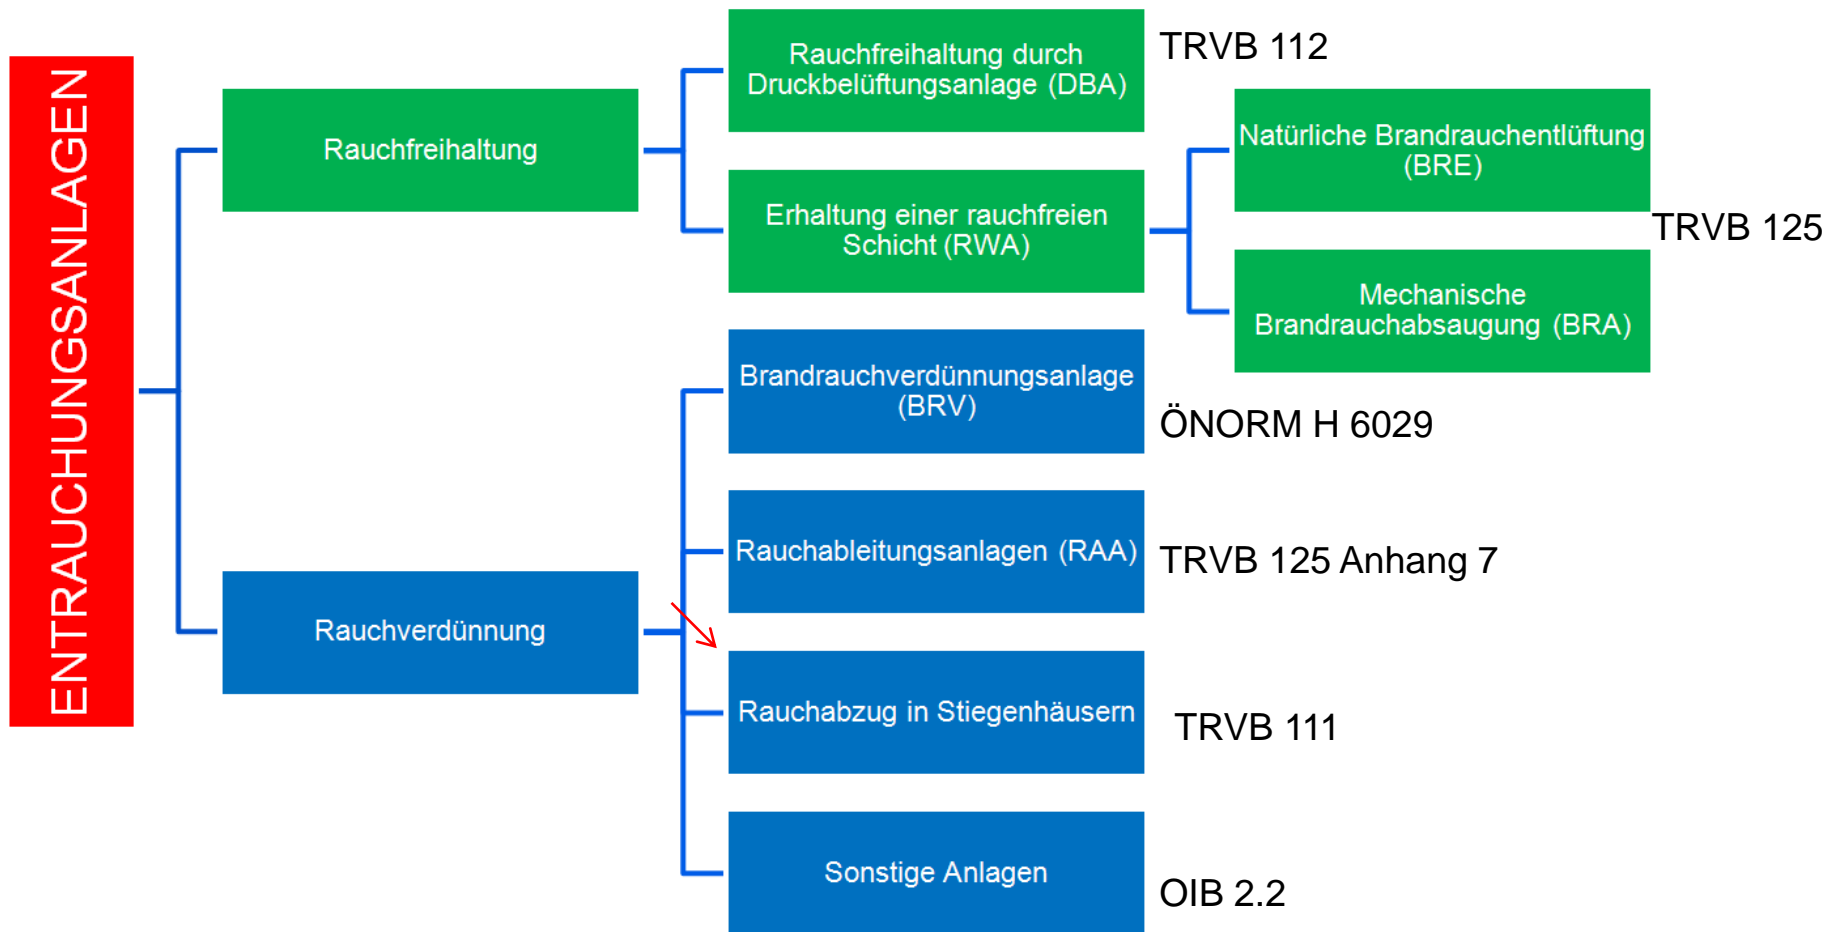 ENTRAUCHUNGSANLAGEN
Rauchfreihaltung
Rauchfreihaltung durch
Druckbelüftungsanlage (DBA)
TRVB 112
Erhaltung einer rauchfreien
Schicht (RWA)
Natürliche Brandrauchentlüftung
(BRE)
TRVB 125
Mechanische
Brandrauchabsaugung (BRA)
Rauchverdünnung
Brandrauchverdünnungsanlage
(BRV)
ÖNORM H 6029
Rauchableitungsanlagen (RAA)
TRVB 125 Anhang 7
Rauchabzug in Stiegenhäusern
TRVB 111
Sonstige Anlagen
OIB 2.2